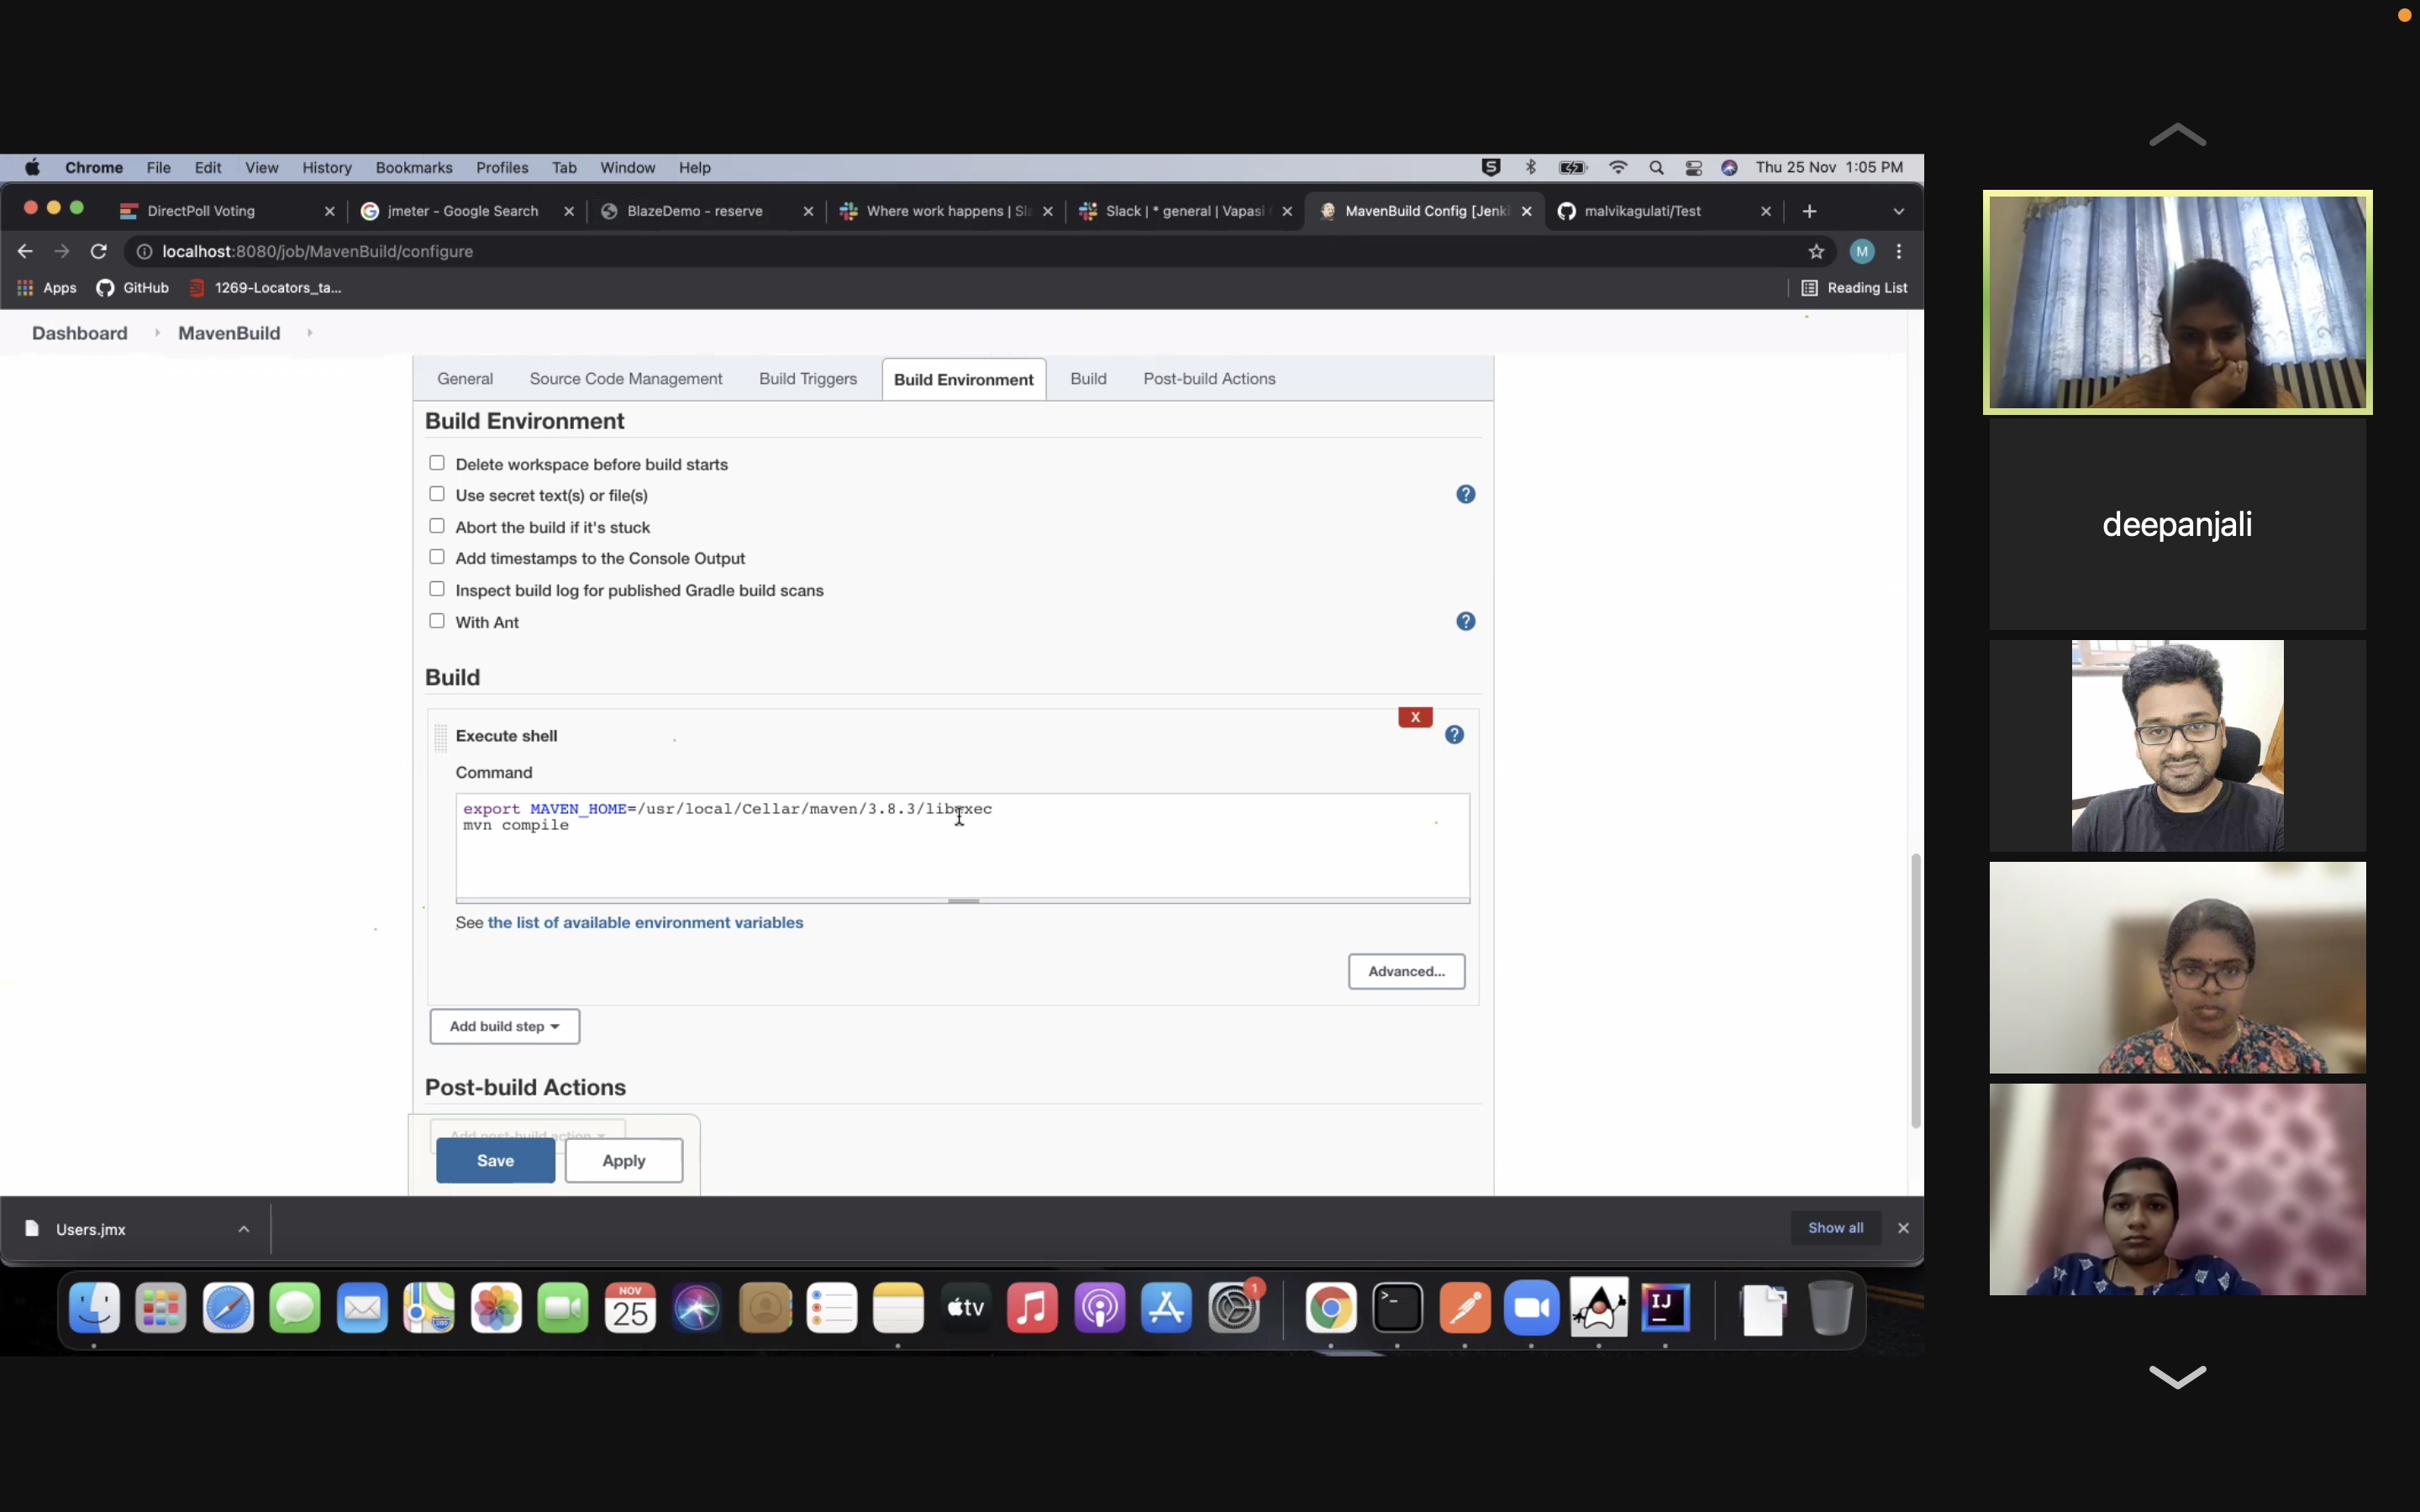 Chrome File Edit View History Bookmarks Profiles Tab Window Help Thu 25 Nov 1:05 PM
DirectPoll Voting jmeter - Google Search BlazeDemo - reserve Where work happens | Sl Slack | * general | Vapasi MavenBuild Config [Jenki malvikagulati/Test
localhost:8080/job/MavenBuild/configure M
Apps GitHub 1269-Locators_ta... Reading List
Dashboard MavenBuild
General Source Code Management Build Triggers Build Environment Build Post-build Actions
Build Environment
Delete workspace before build starts
Use secret text(s) or file(s) ?
Abort the build if it's stuck
Add timestamps to the Console Output
Inspect build log for published Gradle build scans
With Ant ?
Build
X
Execute shell ?
Command
export MAVEN_HOME=/usr/local/Cellar/maven/3.8.3/libexec
mvn compile
See the list of available environment variables
Advanced...
Add build step
Post-build Actions
Add post-build action
Save Apply
Users.jmx Show all
NOV
25 tv 1 IJ
280
deepanjali